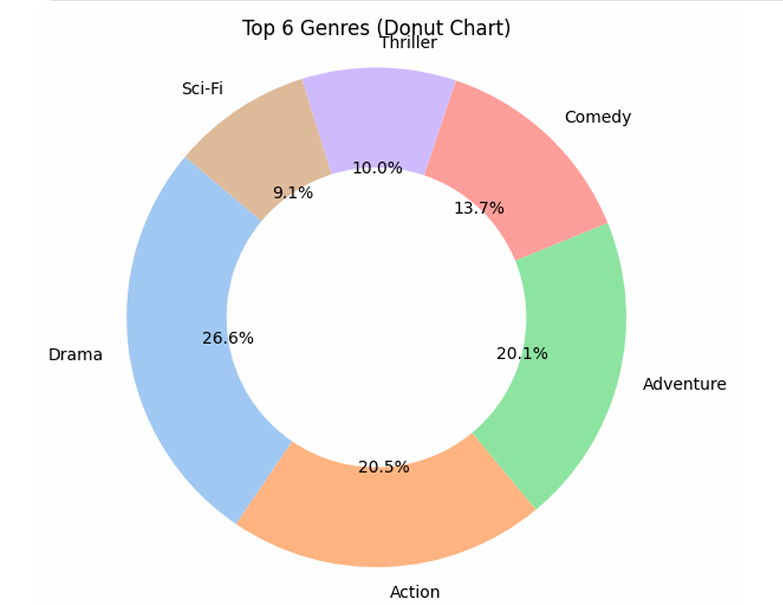 Top 6 Genres (Donut Chart)
Thriller
Sci-Fi
Comedy
10.0%
9.1%
13.7%
26.6%
20.1%
Drama
Adventure
20.5%
Action